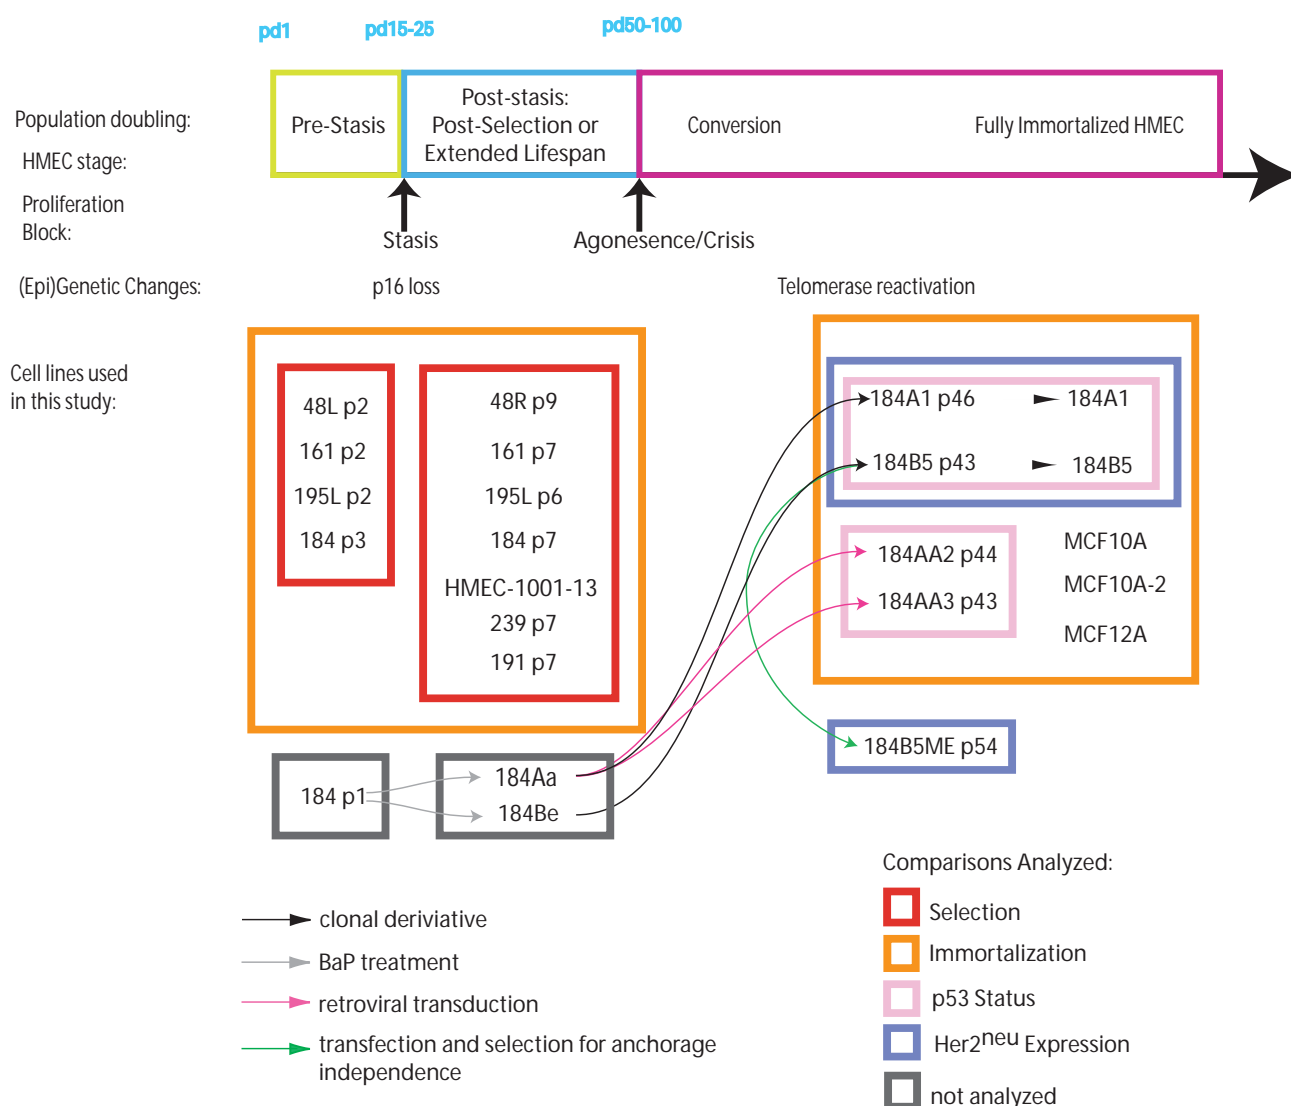 pd1
pd15-25
pd50-100
Population doubling:
HMEC stage:
Proliferation
Block:
Pre-Stasis
Post-stasis:
Post-Selection or
Extended Lifespan
Conversion
Fully Immortalized HMEC
Stasis
Agonesence/Crisis
(Epi)Genetic Changes:
p16 loss
Telomerase reactivation
Cell lines used
in this study:
48L p2
161 p2
195L p2
184 p3
48R p9
161 p7
195L p6
184 p7
HMEC-1001-13
239 p7
191 p7
184A1 p46
184A1
184B5 p43
184B5
184AA2 p44
184AA3 p43
MCF10A
MCF10A-2
MCF12A
184B5ME p54
184 p1
184Aa
184Be
clonal deriviative
BaP treatment
retroviral transduction
transfection and selection for anchorage
independence
Comparisons Analyzed:
Selection
Immortalization
p53 Status
Her2neu Expression
not analyzed